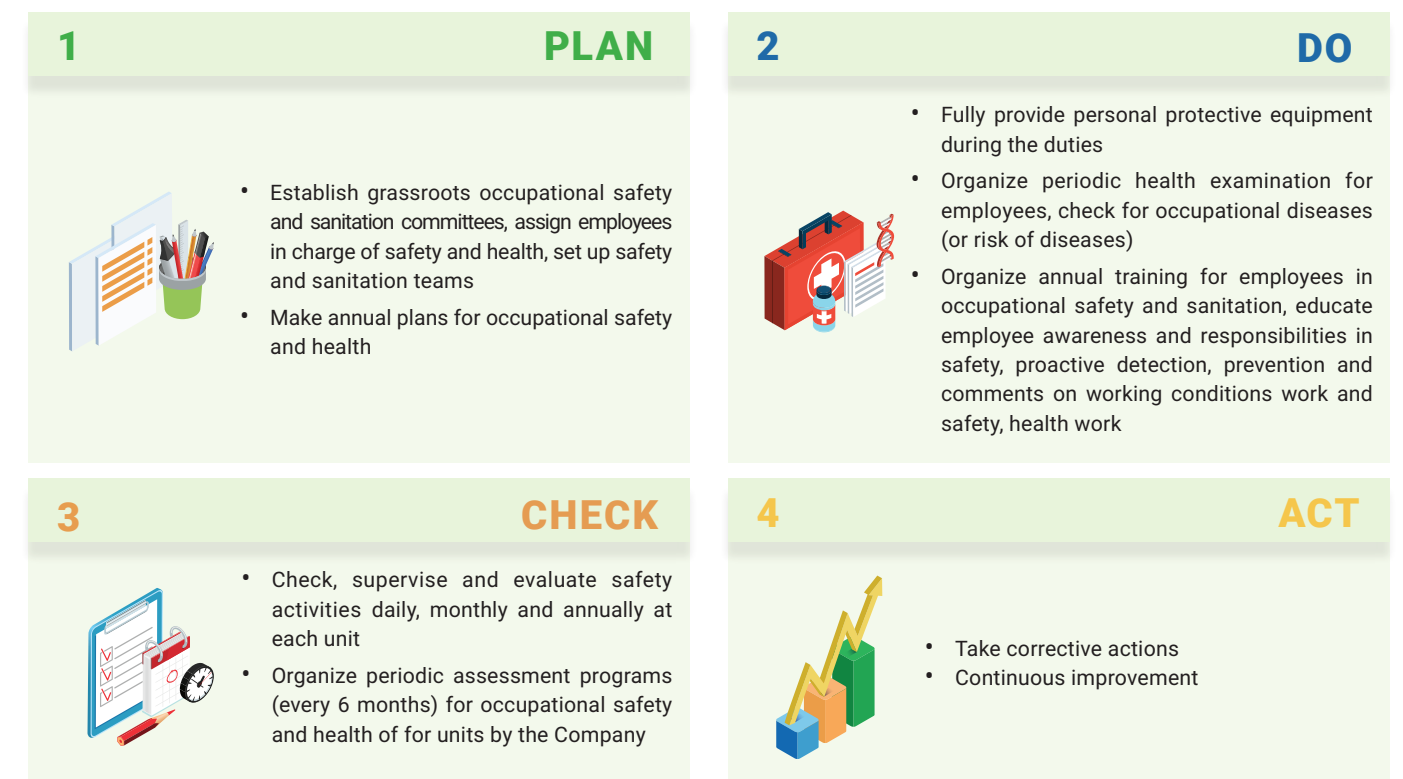 1 PLAN
• Establish grassroots occupational safety
and sanitation committees, assign employees
in charge of safety and health, set up safety
and sanitation teams
• Make annual plans for occupational safety
and health
2 DO
• Fully provide personal protective equipment
during the duties
• Organize periodic health examination for
employees, check for occupational diseases
(or risk of diseases)
• Organize annual training for employees in
occupational safety and sanitation, educate
employee awareness and responsibilities in
safety, proactive detection, prevention and
comments on working conditions work and
safety, health work
3 CHECK
• Check, supervise and evaluate safety
activities daily, monthly and annually at
each unit
• Organize periodic assessment programs
(every 6 months) for occupational safety
and health of for units by the Company
4 ACT
• Take corrective actions
• Continuous improvement